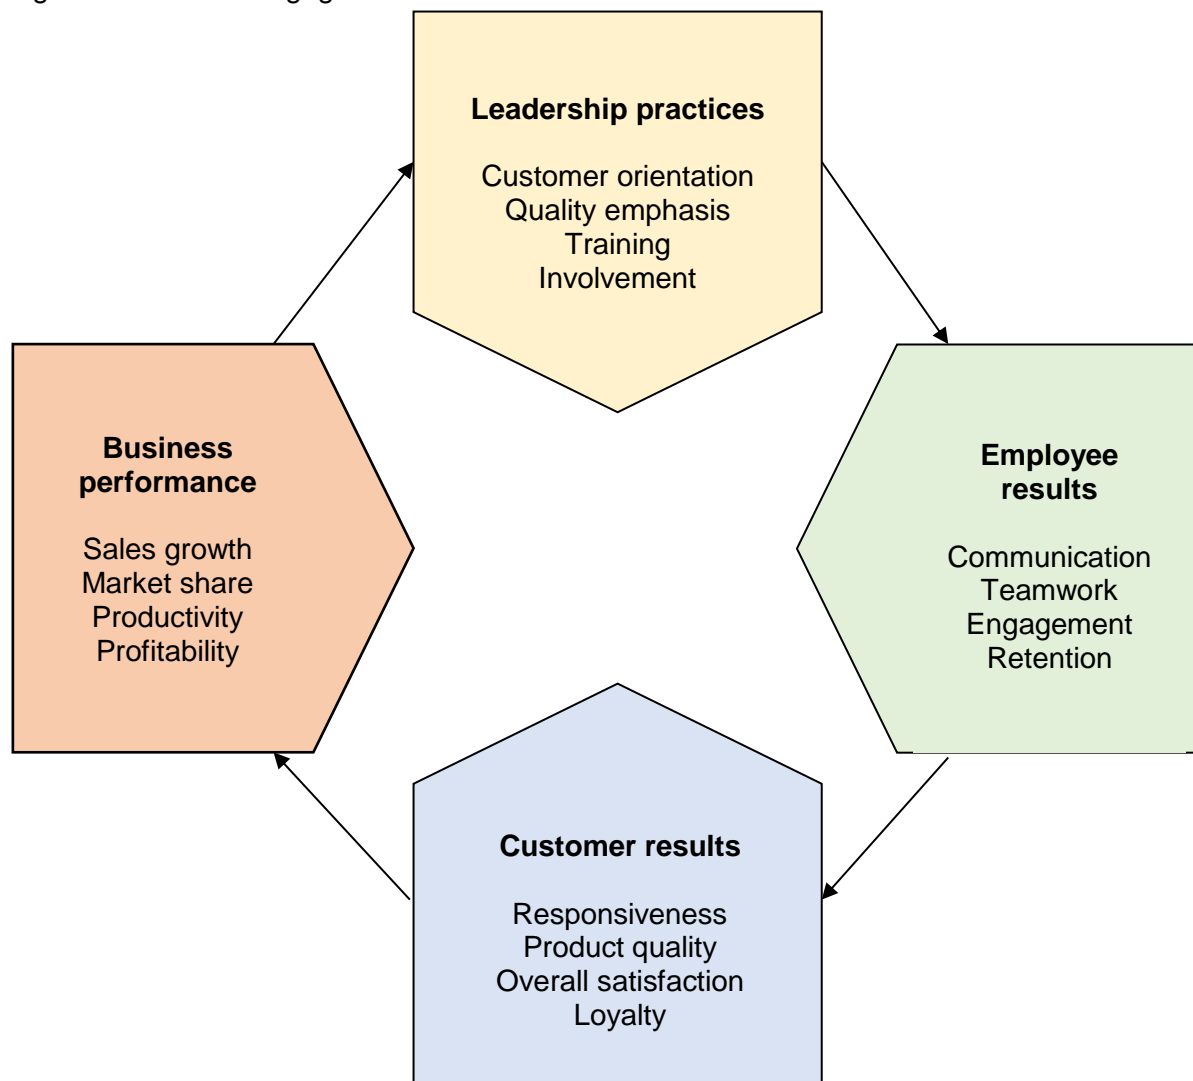 Leadership practices
Customer orientation
Quality emphasis
Training
Involvement
Business
performance
Sales growth
Market share
Productivity
Profitability
Employee
results
Communication
Teamwork
Engagement
Retention
Customer results
Responsiveness
Product quality
Overall satisfaction
Loyalty